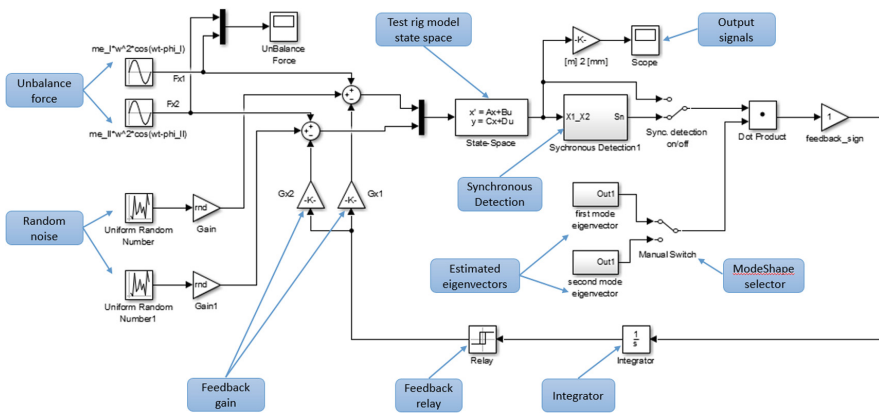 me_I*w^2*cos(wt-phi_I)
Fx1
UnBalance
Force
Unbalance
force
Fx2
me_II*w^2*cos(wt-phi_II)
Test rig model
state space
Output
signals
-K-
[m] 2 [mm]
Scope
x' = Ax+Bu
y = Cx+Du
State-Space
X1_X2
Sn
Sychronous Detection1
Sync. detection
on/off
Dot Product
1
feedback_sign
Synchronous
Detection
Random
noise
Uniform Random
Number
rnd
Gain
Gx2
-K-
Gx1
-K-
Uniform Random
Number1
rnd
Gain1
Out1
first mode
eigenvector
Out1
second mode
eigenvector
Manual Switch
Estimated
eigenvectors
ModeShape
selector
Relay
1
s
Integrator
Feedback
gain
Feedback
relay
Integrator